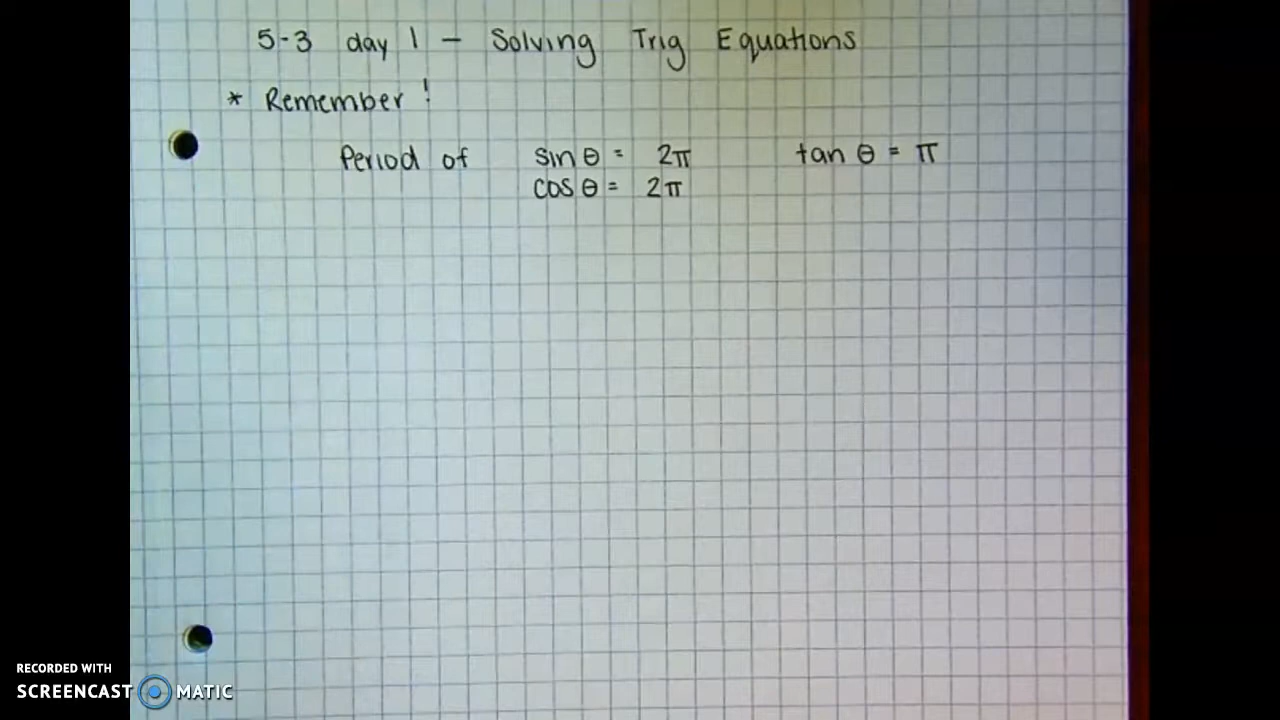 5-3 day 1 – Solving Trig Equations
* Remember!
Period of sin θ = 2π tan θ = π
cos θ = 2π
RECORDED WITH
SCREENCAST MATIC